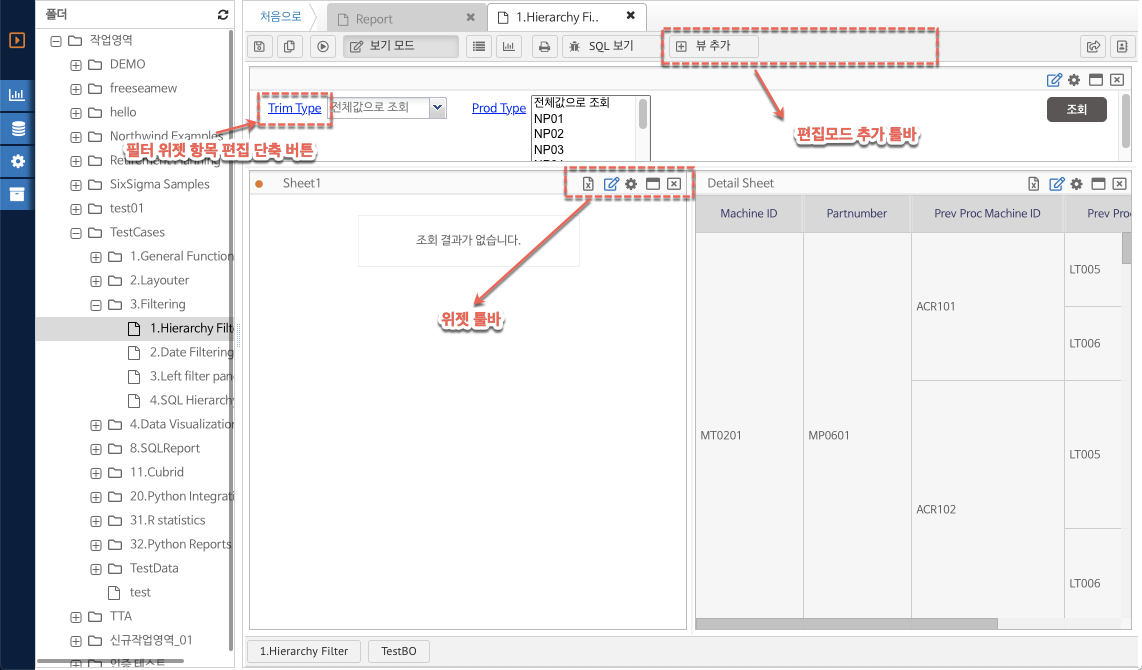 폴더
작업영역
DEMO
freeseamew
hello
Northwind Examples
SixSigma Samples
test01
TestCases
1.General Function
2.Layouter
3.Filtering
1.Hierarchy Filt
2.Date Filtering
3.Left filter pan
4.SQL Hierarchy
4.Data Visualization
8.SQLReport
11.Cubrid
20.Python Integrati
31.R statistics
32.Python Reports
TestData
test
TTA
신규작업영역_01
인증 테스트
처음으로
Report
1.Hierarchy Fi..
보기 모드
SQL 보기
뷰 추가
Trim Type
전체값으로 조회
Prod Type
전체값으로 조회
NP01
NP02
NP03
조회
필터 위젯 항목 편집 단축 버튼
편집모드 추가 툴바
Sheet1
조회 결과가 없습니다.
위젯 툴바
Detail Sheet
Machine ID
Partnumber
Prev Proc Machine ID
Prev Proc
MT0201
MP0601
ACR101
LT005
LT006
ACR102
LT005
LT006
1.Hierarchy Filter
TestBO